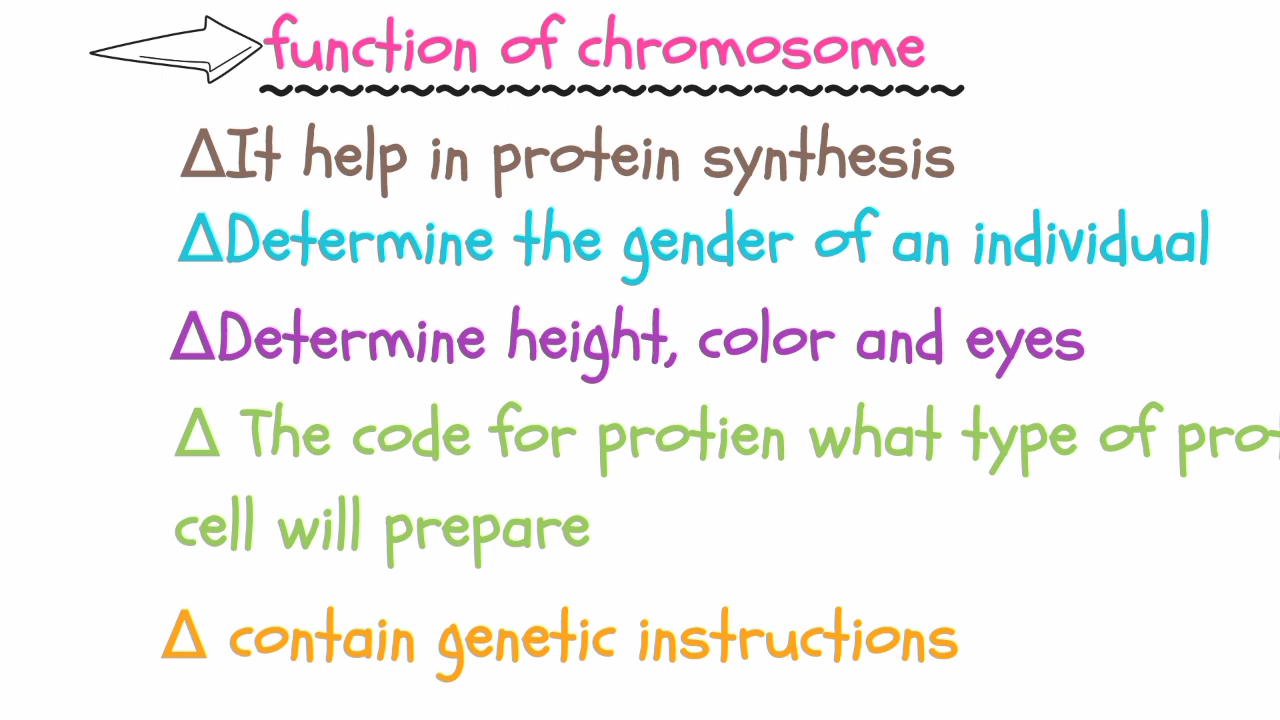 function of chromosome
ΔIt help in protein synthesis
ΔDetermine the gender of an individual
ΔDetermine height, color and eyes
Δ The code for protien what type of prot
cell will prepare
Δ contain genetic instructions